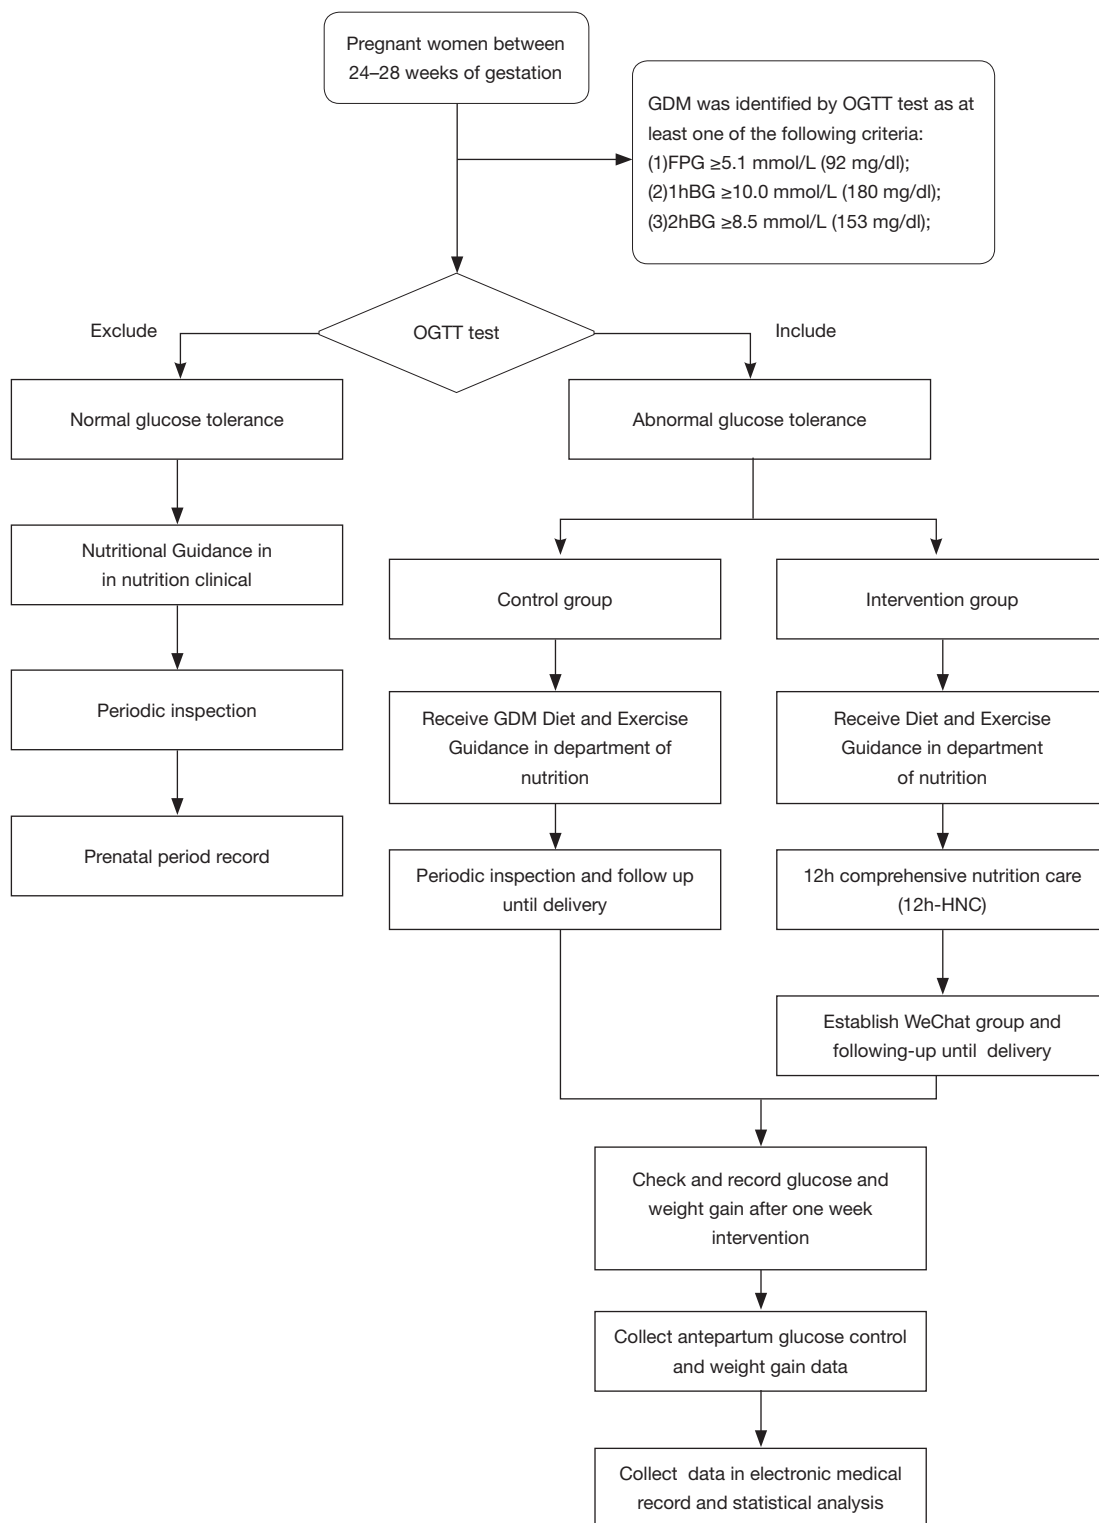 Pregnant women between
24–28 weeks of gestation
GDM was identified by OGTT test as at
least one of the following criteria:
(1)FPG ≥5.1 mmol/L (92 mg/dl);
(2)1hBG ≥10.0 mmol/L (180 mg/dl);
(3)2hBG ≥8.5 mmol/L (153 mg/dl);
Exclude
OGTT test
Include
Normal glucose tolerance
Abnormal glucose tolerance
Nutritional Guidance in
in nutrition clinical
Control group
Intervention group
Periodic inspection
Receive GDM Diet and Exercise
Guidance in department of
nutrition
Receive Diet and Exercise
Guidance in department
of nutrition
Prenatal period record
Periodic inspection and follow up
until delivery
12h comprehensive nutrition care
(12h-HNC)
Establish WeChat group and
following-up until delivery
Check and record glucose and
weight gain after one week
intervention
Collect antepartum glucose control
and weight gain data
Collect data in electronic medical
record and statistical analysis